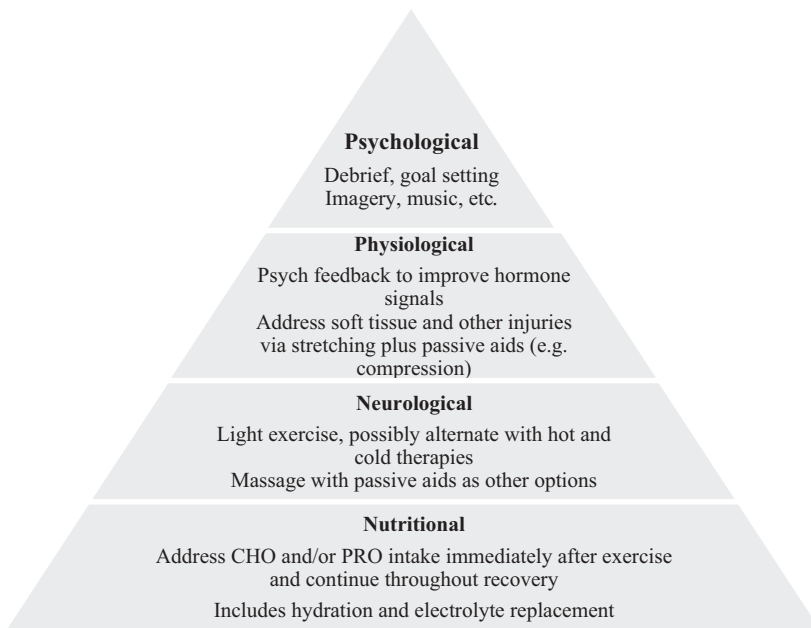 Psychological
Debrief, goal setting
Imagery, music, etc.
Physiological
Psych feedback to improve hormone
signals
Address soft tissue and other injuries
via stretching plus passive aids (e.g.
compression)
Neurological
Light exercise, possibly alternate with hot and
cold therapies
Massage with passive aids as other options
Nutritional
Address CHO and/or PRO intake immediately after exercise
and continue throughout recovery
Includes hydration and electrolyte replacement